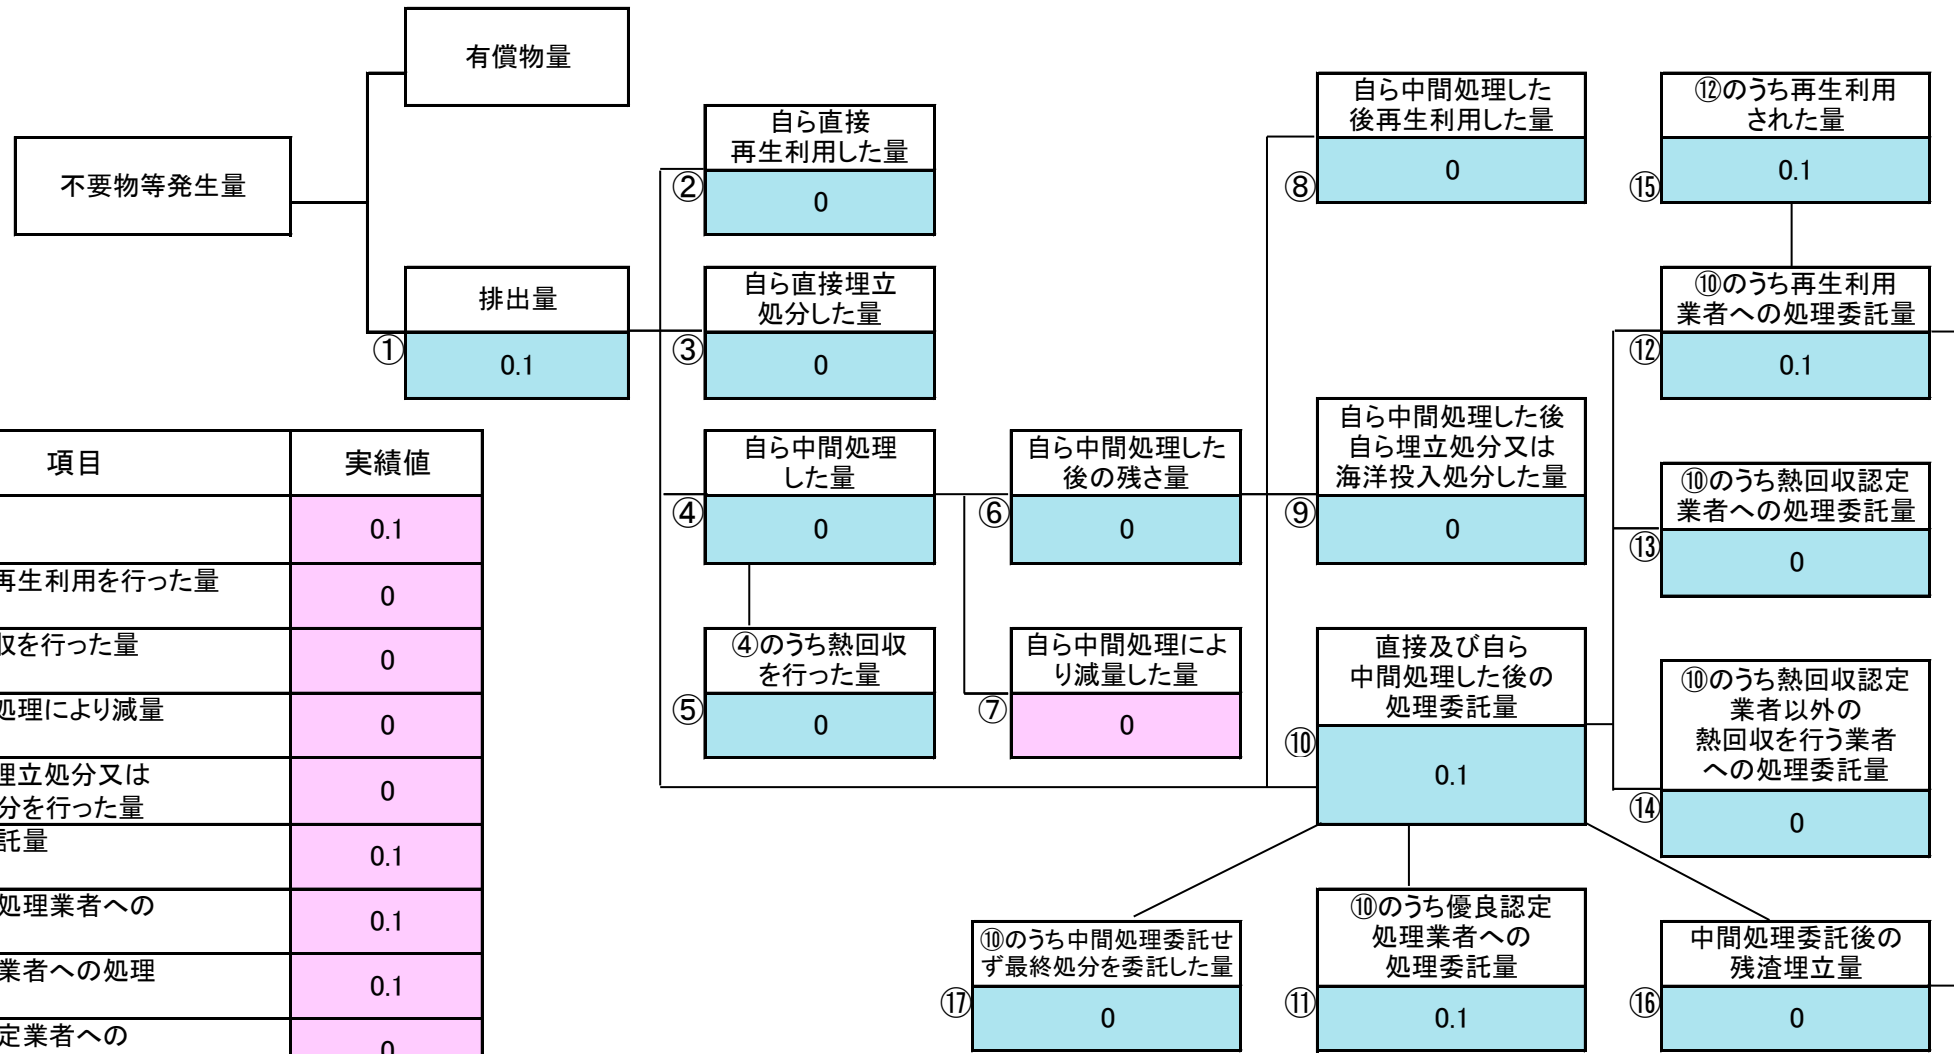 有償物量
不要物等発生量
排出量
①
0.1
自ら直接
再生利用した量
②
0
自ら直接埋立
処分した量
③
0
自ら中間処理
した量
④
0
④のうち熱回収
を行った量
⑤
0
自ら中間処理した
後の残さ量
⑥
0
自ら中間処理によ
り減量した量
⑦
0
自ら中間処理した
後再生利用した量
⑧
0
自ら中間処理した後
自ら埋立処分又は
海洋投入処分した量
⑨
0
直接及び自ら
中間処理した後の
処理委託量
⑩
0.1
⑫のうち再生利用
された量
⑮
0.1
⑩のうち再生利用
業者への処理委託量
⑫
0.1
⑩のうち熱回収認定
業者への処理委託量
⑬
0
⑩のうち熱回収認定
業者以外の
熱回収を行う業者
への処理委託量
⑭
0
⑩のうち中間処理委託せ
ず最終処分を委託した量
⑰
0
⑩のうち優良認定
処理業者への
処理委託量
⑪
0.1
中間処理委託後の
残渣埋立量
⑯
0
項目 実績値
0.1
再生利用を行った量
0
収を行った量
0
処理により減量
0
埋立処分又は
分を行った量
0
託量
0.1
処理業者への
0.1
業者への処理
0.1
定業者への
0